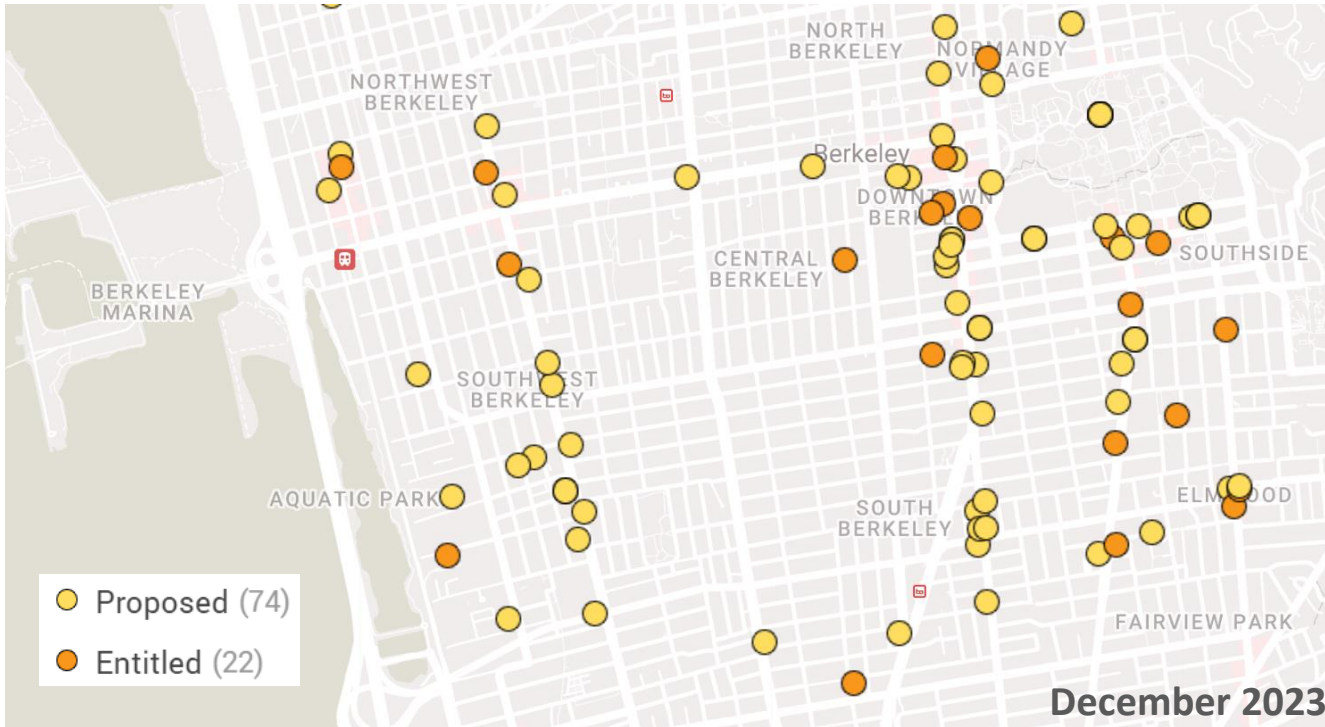 NORTH
BERKELEY
NORMANDY
VILLAGE
NORTHWEST
BERKELEY
Berkeley
DOWNTOWN
BERKELEY
CENTRAL
BERKELEY
SOUTHSIDE
BERKELEY
MARINA
SOUTHWEST
BERKELEY
AQUATIC PARK
SOUTH
BERKELEY
ELMWOOD
FAIRVIEW PARK
Proposed (74)
Entitled (22)
December 2023